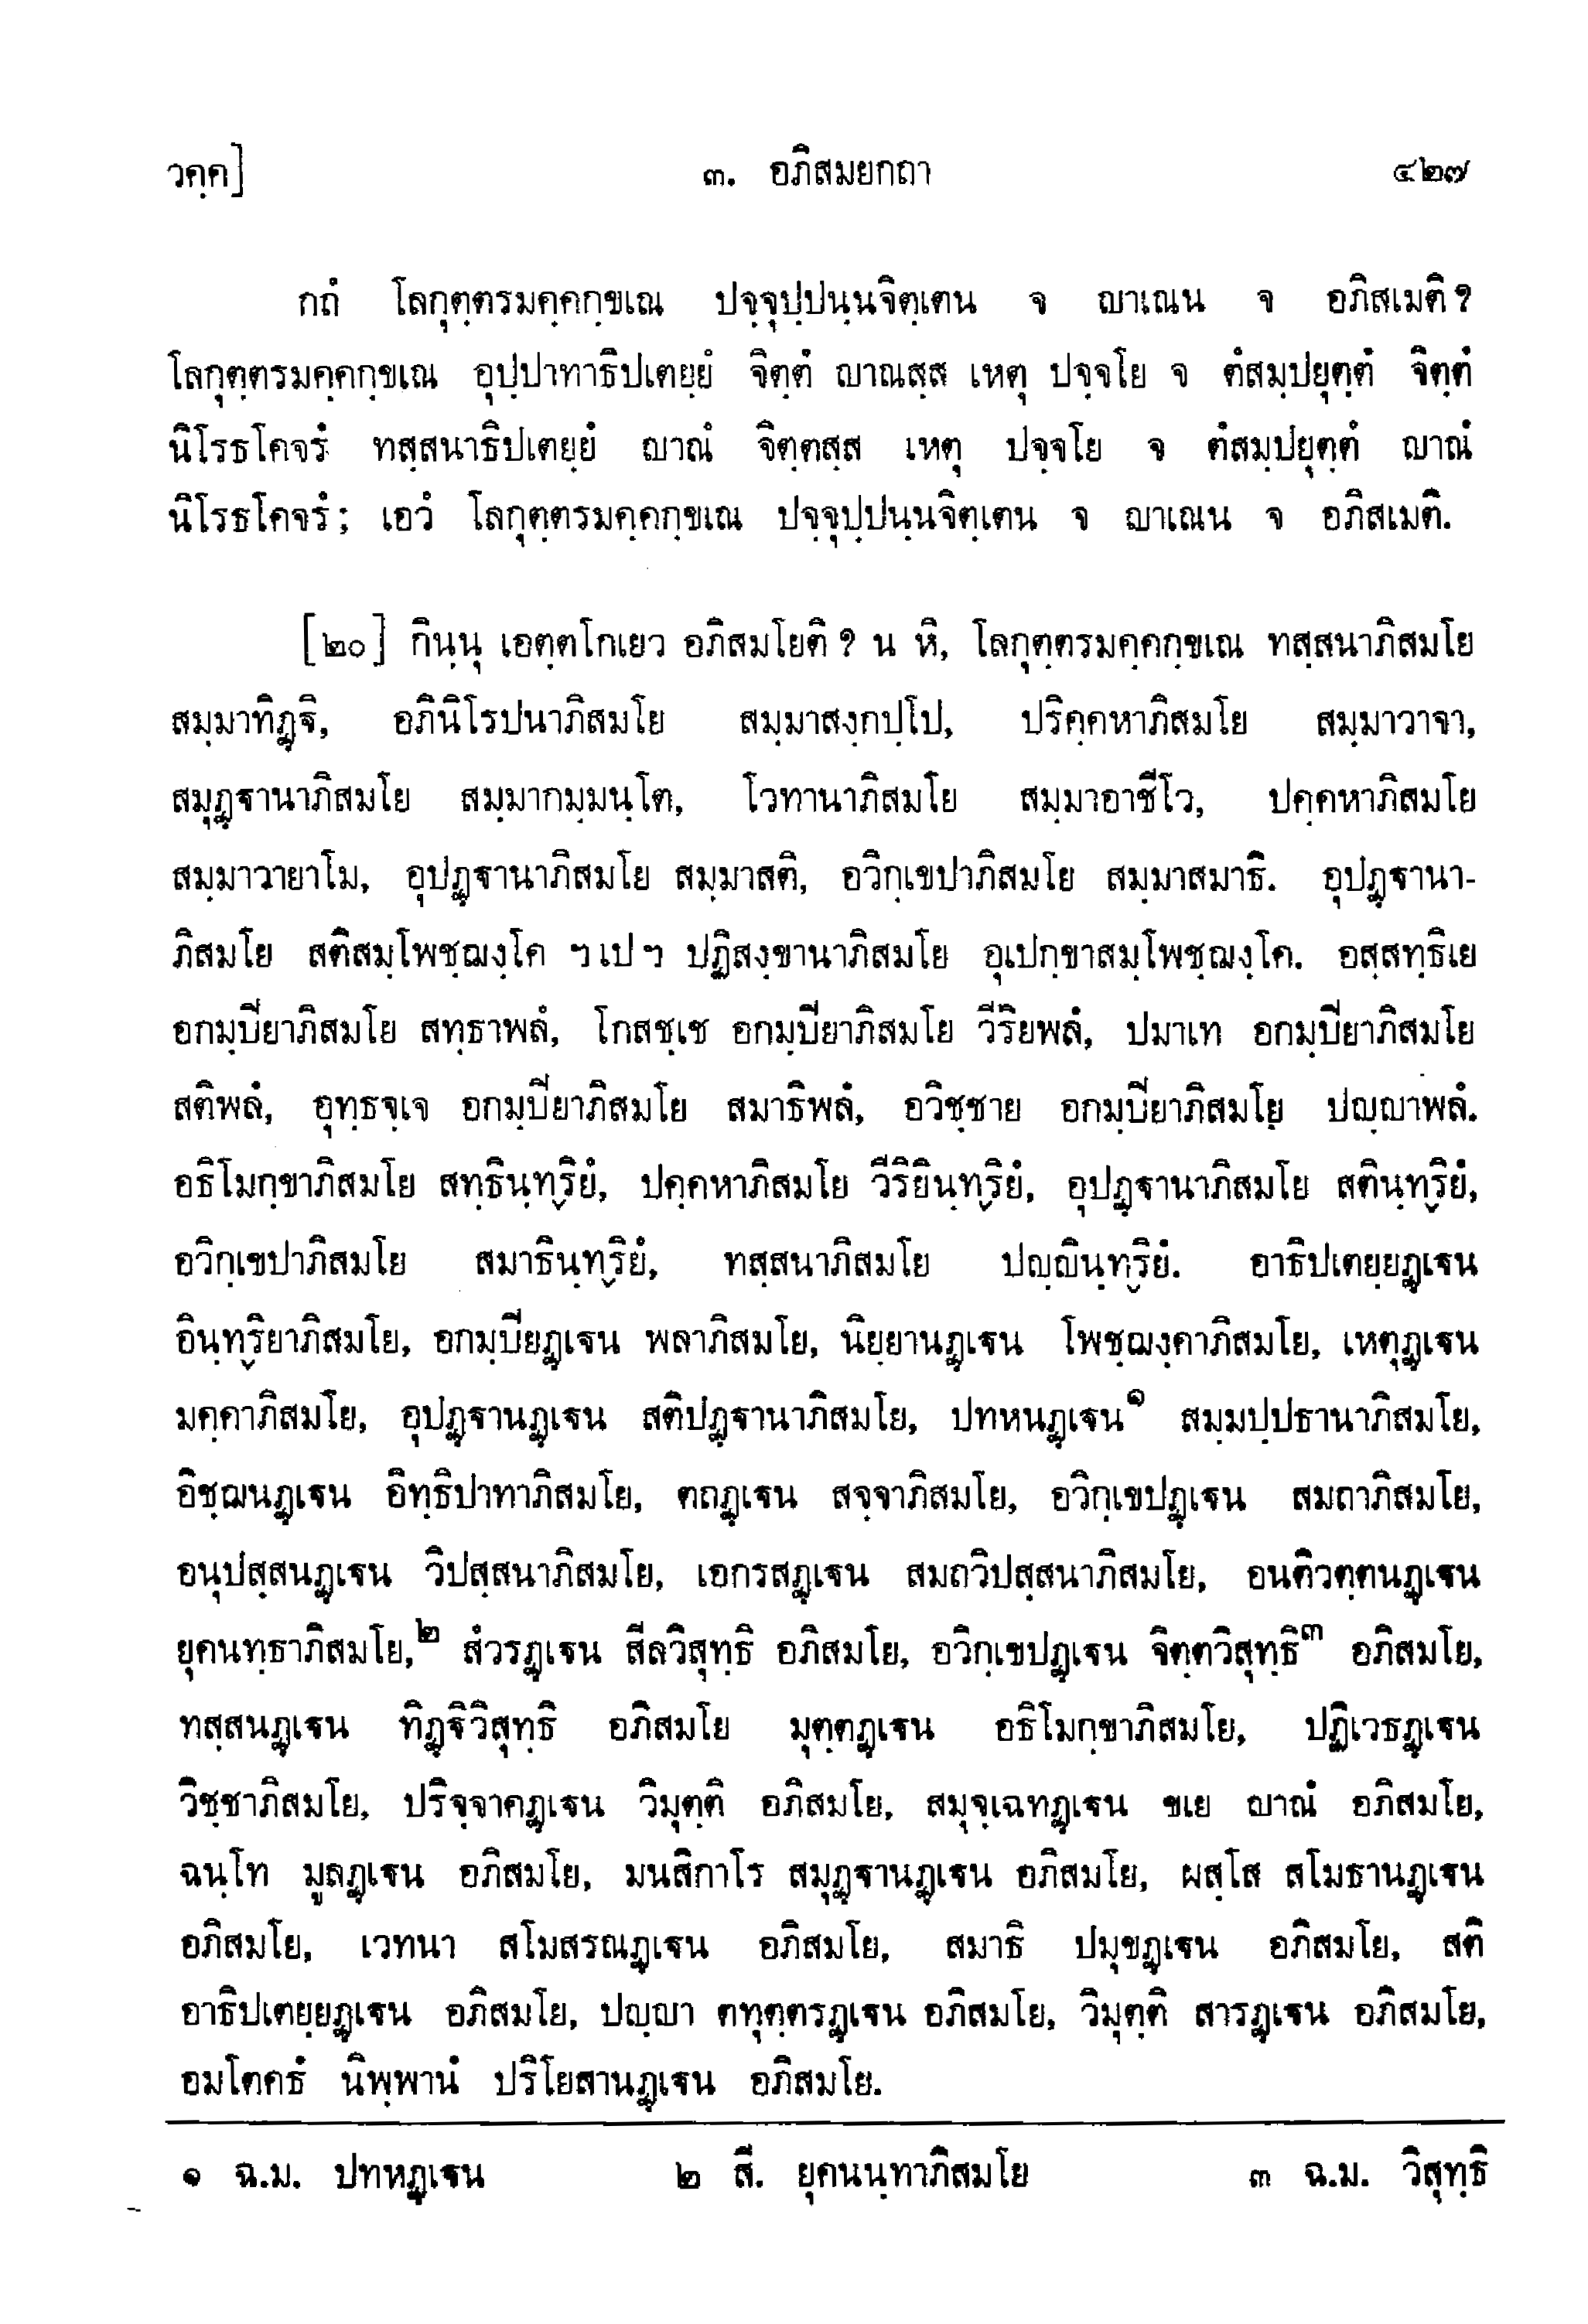 วคฺค] ๓. อภิสมยกถา ๔๒๗
กถํ โลกุตฺตรมคฺคกฺขเณ ปจฺจุปฺปนฺนจิตฺเตน จ ญาเณน จ อภิสเมติ?
โลกุตฺตรมคฺคกฺขเณ อุปฺปาทาธิปเตยฺยํ จิตฺตํ ญาณสฺส เหตุ ปจฺจโย จ ตํสมฺปยุตฺตํ จิตฺตํ
นิโรธโคจรํ ทสฺสนาธิปเตยฺยํ ญาณํ จิตฺตสฺส เหตุ ปจฺจโย จ ตํสมฺปยุตฺตํ ญาณํ
นิโรธโคจรํ; เอวํ โลกุตฺตรมคฺคกฺขเณ ปจฺจุปฺปนฺนจิตฺเตน จ ญาเณน จ อภิสเมติ.
[๒๐] กินฺนุ เอตฺตโกเยว อภิสมโยติ? น หิ, โลกุตฺตรมคฺคกฺขเณ ทสฺสนาภิสมโย
สมฺมาทิฏฺฐิ, อภินิโรปนาภิสมโย สมฺมาสงฺกปฺโป, ปริคฺคหาภิสมโย สมฺมาวาจา,
สมุฏฺฐานาภิสมโย สมฺมากมฺมนฺโต, โวทานาภิสมโย สมฺมาอาชีโว, ปคฺคหาภิสมโย
สมฺมาวายาโม, อุปฏฺฐานาภิสมโย สมฺมาสติ, อวิกฺเขปาภิสมโย สมฺมาสมาธิ. อุปฏฺฐานา-
ภิสมโย สติสมฺโพชฺฌงฺโค ฯเปฯ ปฏิสงฺขานาภิสมโย อุเปกฺขาสมฺโพชฺฌงฺโค. อสฺสทฺธิเย
อกมฺปิยาภิสมโย สทฺธาพลํ, โกสชฺเช อกมฺปิยาภิสมโย วีริยพลํ, ปมาเท อกมฺปิยาภิสมโย
สติพลํ, อุทฺธจฺเจ อกมฺปิยาภิสมโย สมาธิพลํ, อวิชฺชาย อกมฺปิยาภิสมโย ปญฺญาพลํ.
อธิโมกฺขาภิสมโย สทฺธินฺทฺริยํ, ปคฺคหาภิสมโย วีริยินฺทฺริยํ, อุปฏฺฐานาภิสมโย สตินฺทฺริยํ,
อวิกฺเขปาภิสมโย สมาธินฺทฺริยํ, ทสฺสนาภิสมโย ปญฺญินฺทฺริยํ. อาธิปเตยฺยฏฺเฐน
อินฺทฺริยาภิสมโย, อกมฺปิยฏฺเฐน พลาภิสมโย, นิยฺยานฏฺเฐน โพชฺฌงฺคาภิสมโย, เหตุฏฺเฐน
มคฺคาภิสมโย, อุปฏฺฐานฏฺเฐน สติปฏฺฐานาภิสมโย, ปทหนฏฺเฐน๑ สมฺมปฺปธานาภิสมโย,
อิชฺฌนฏฺเฐน อิทฺธิปาทาภิสมโย, ตถฏฺเฐน สจฺจาภิสมโย, อวิกฺเขปฏฺเฐน สมถาภิสมโย,
อนุปสฺสนฏฺเฐน วิปสฺสนาภิสมโย, เอกรสฏฺเฐน สมถวิปสฺสนาภิสมโย, อนติวตฺตนฏฺเฐน
ยุคนทฺธาภิสมโย,๒ สํวรฏฺเฐน สีลวิสุทฺธิ อภิสมโย, อวิกฺเขปฏฺเฐน จิตฺตวิสุทฺธิ๓ อภิสมโย,
ทสฺสนฏฺเฐน ทิฏฺฐิวิสุทฺธิ อภิสมโย มุตฺตฏฺเฐน อธิโมกฺขาภิสมโย, ปฏิเวธฏฺเฐน
วิชฺชาภิสมโย, ปริจฺจาคฏฺเฐน วิมุตฺติ อภิสมโย, สมุจฺเฉทฏฺเฐน ขเย ญาณํ อภิสมโย,
ฉนฺโท มูลฏฺเฐน อภิสมโย, มนสิกาโร สมุฏฺฐานฏฺเฐน อภิสมโย, ผสฺโส สโมธานฏฺเฐน
อภิสมโย, เวทนา สโมสรณฏฺเฐน อภิสมโย, สมาธิ ปมุขฏฺเฐน อภิสมโย, สติ
อาธิปเตยฺยฏฺเฐน อภิสมโย, ปญฺญา ตทุตฺตรฏฺเฐน อภิสมโย, วิมุตฺติ สารฏฺเฐน อภิสมโย,
อมโตคธํ นิพฺพานํ ปริโยสานฏฺเฐน อภิสมโย.
๑ ฉ.ม. ปทหฏฺเฐน ๒ สี. ยุคนนฺทาภิสมโย ๓ ฉ.ม. วิสุทฺธิ